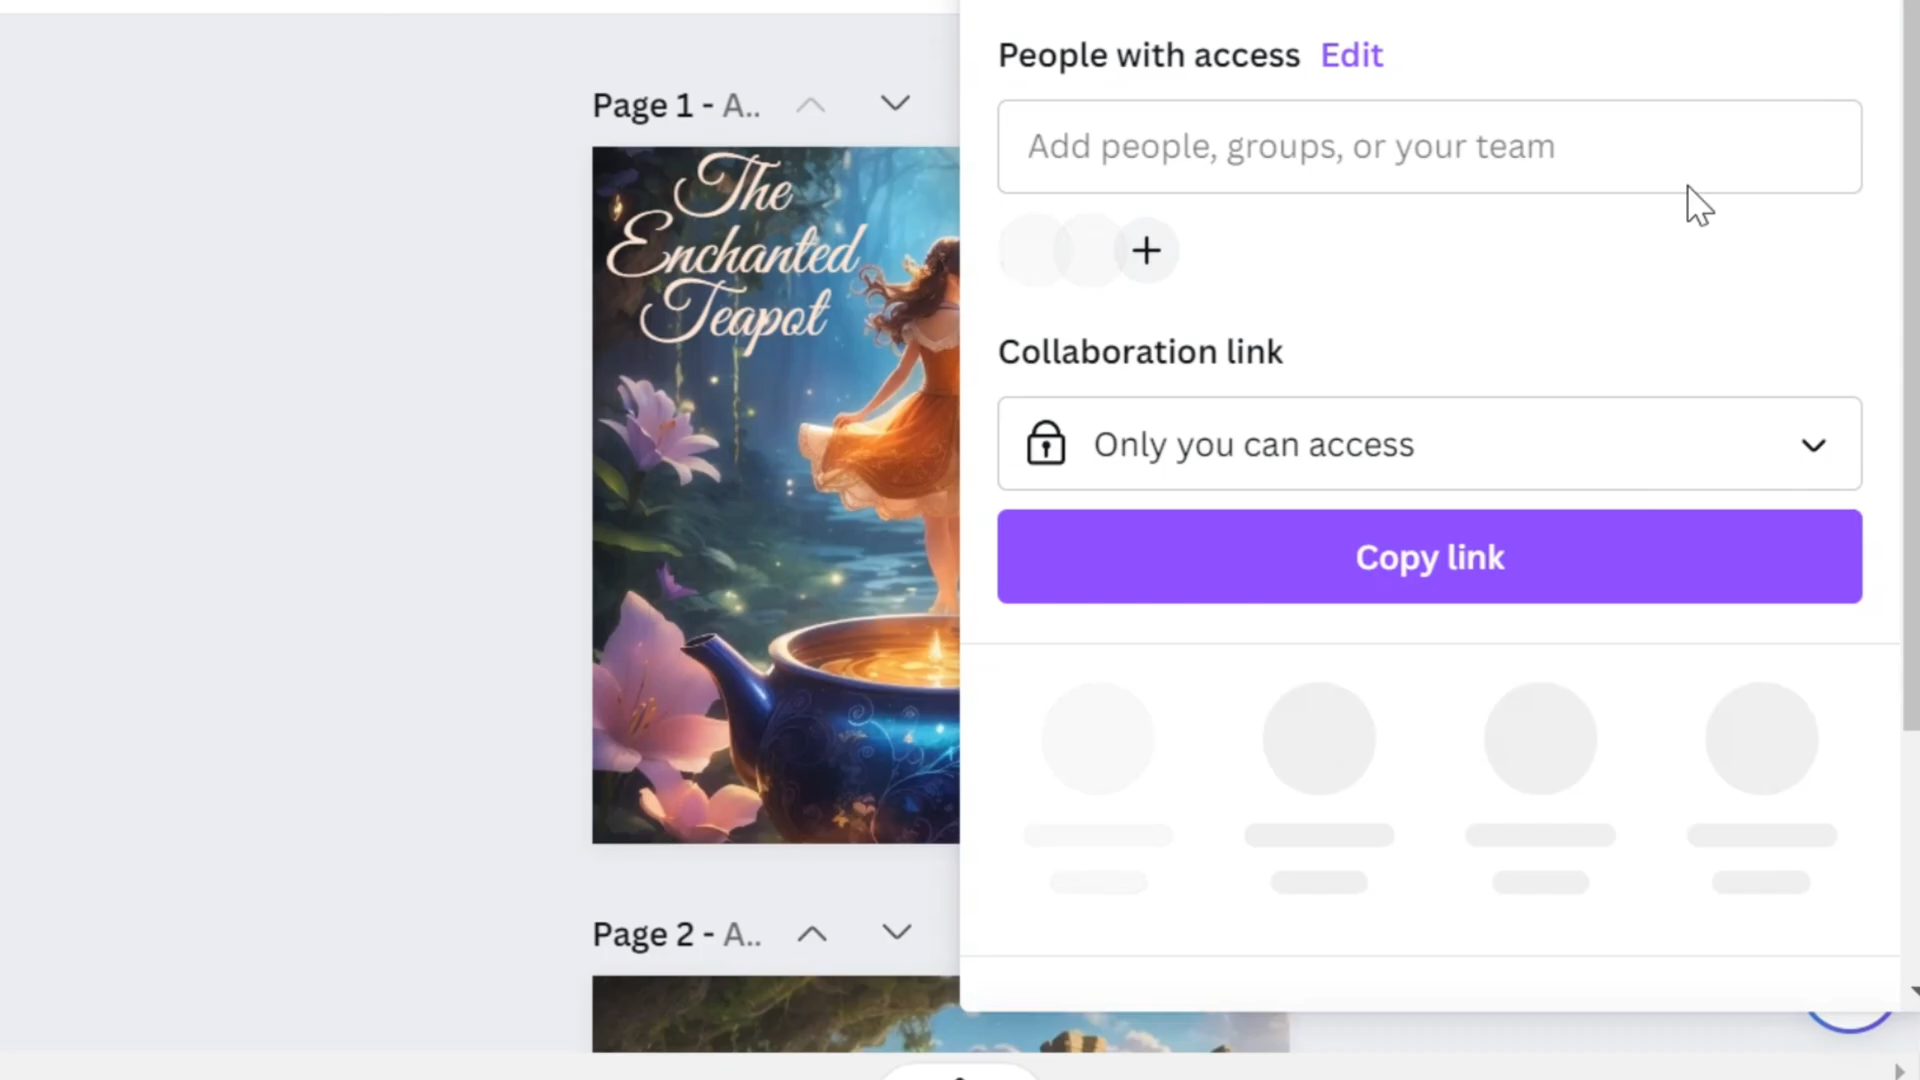 People with access Edit
Page 1 - A..
Add people, groups, or your team
The
Enchanted
Teapot
Collaboration link
Only you can access
Copy link
Page 2 - A..